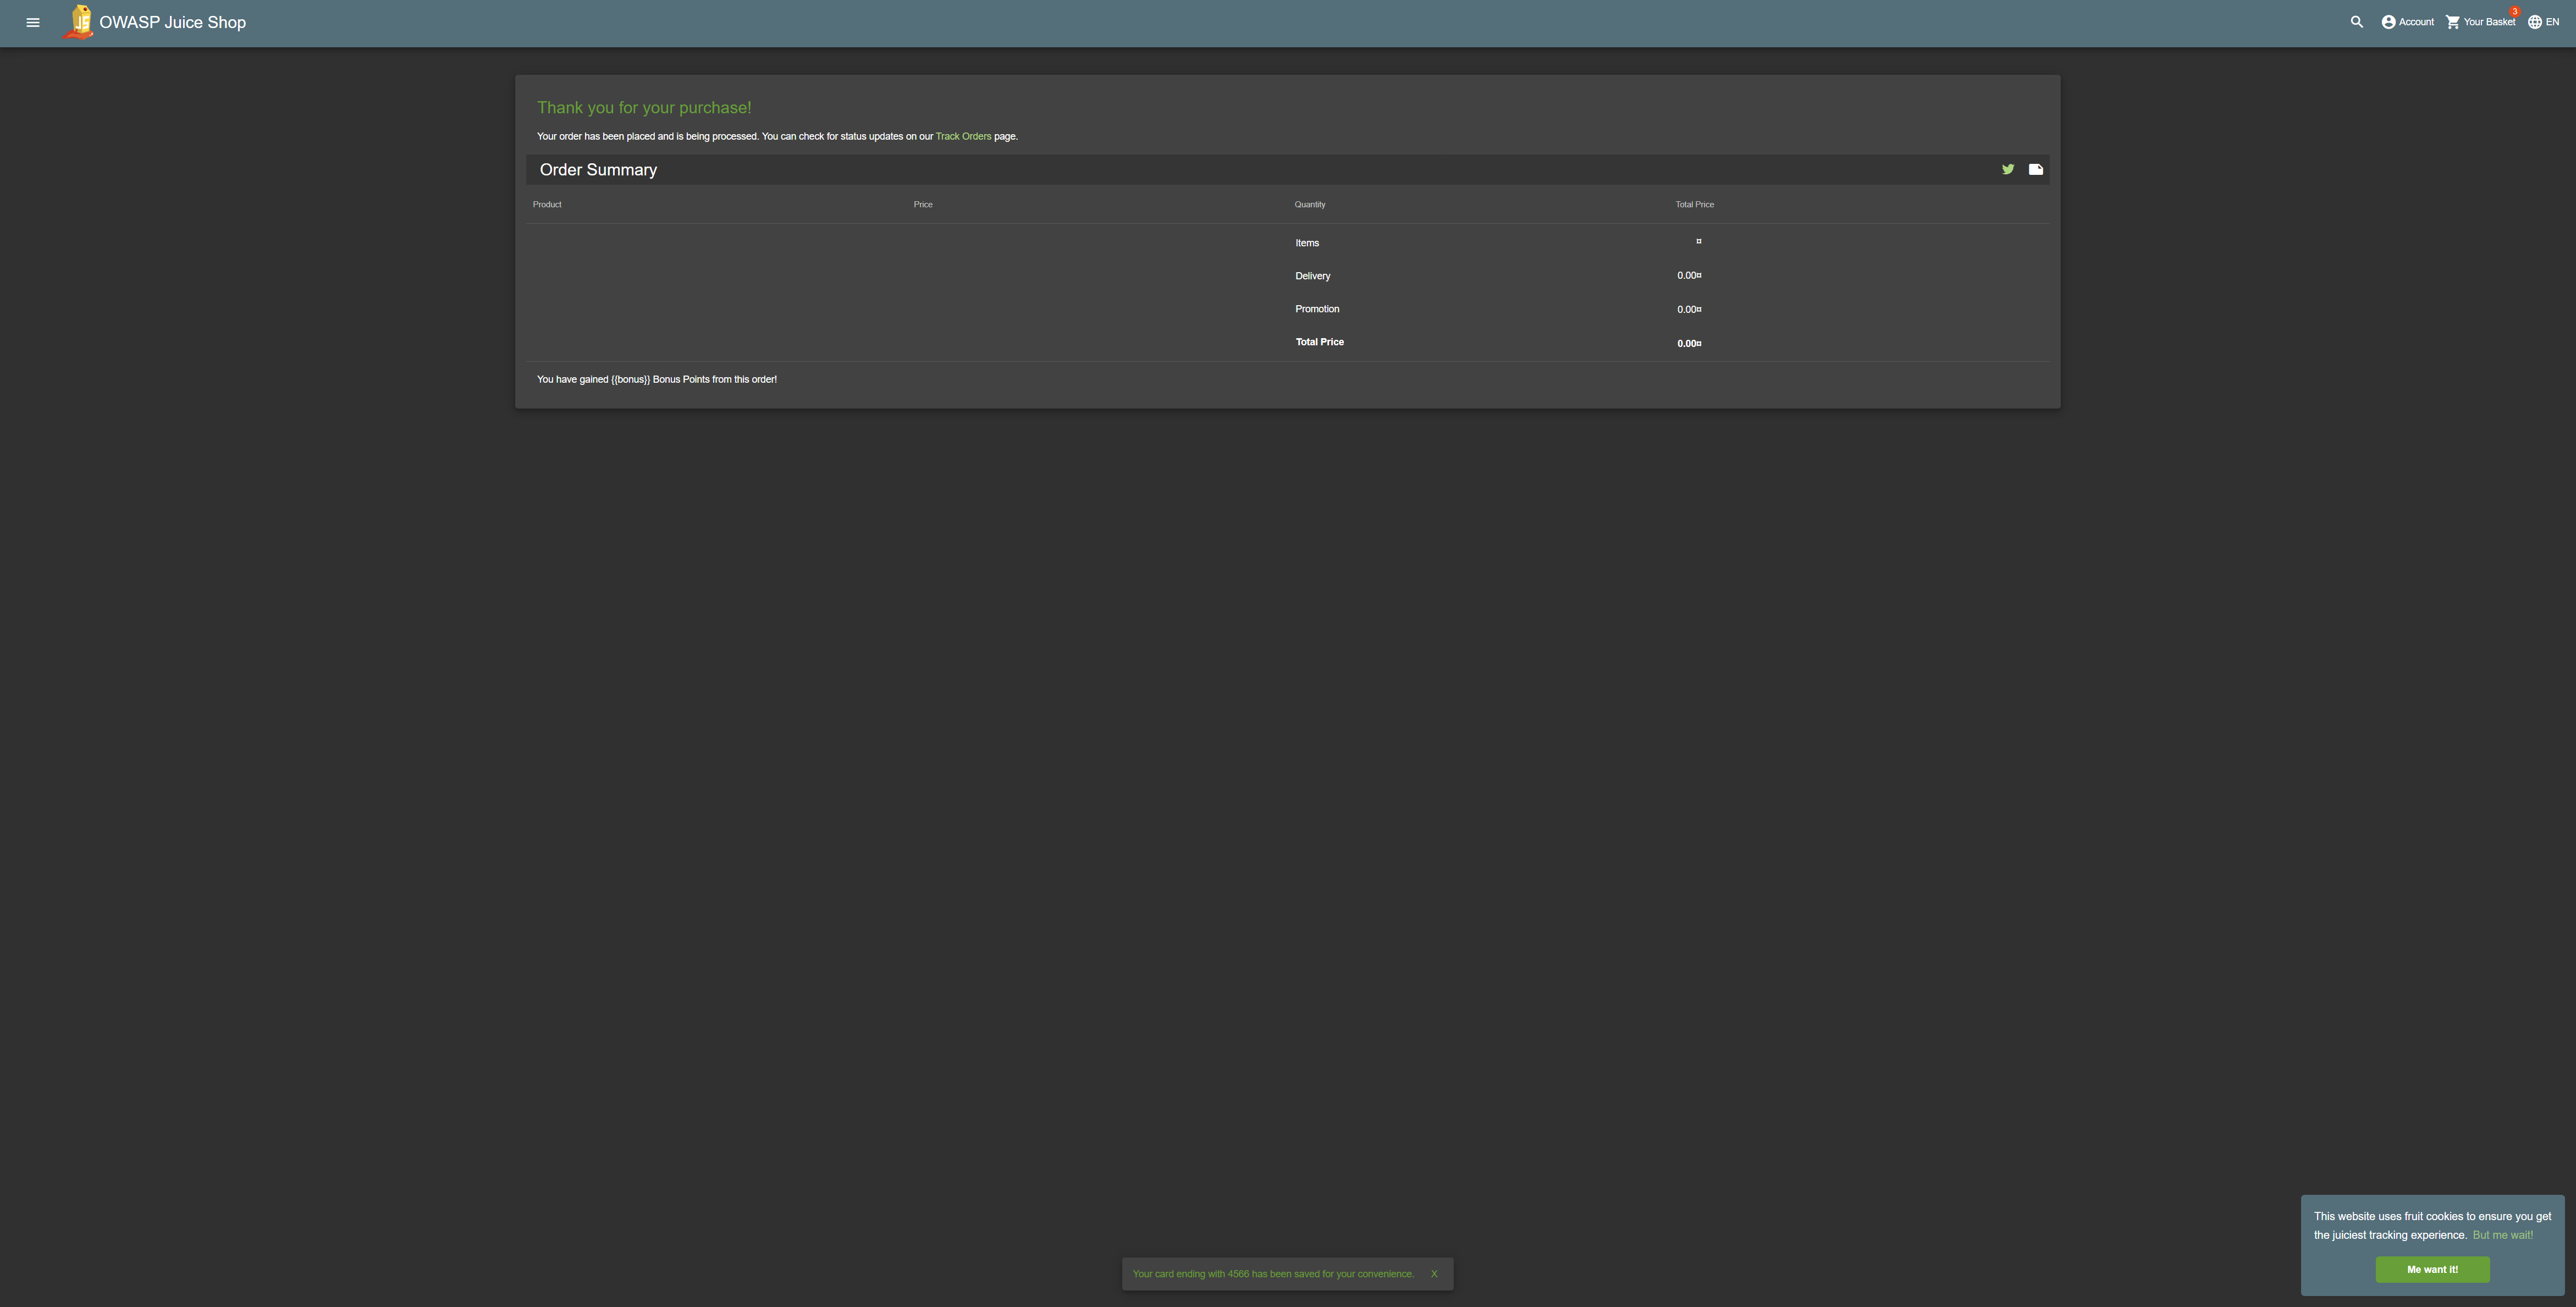 OWASP Juice Shop
Account
Your Basket
3
EN
Thank you for your purchase!
Your order has been placed and is being processed. You can check for status updates on our Track Orders page.
Order Summary
Product Price Quantity Total Price
Items ¤
Delivery 0.00¤
Promotion 0.00¤
Total Price 0.00¤
You have gained {{bonus}} Bonus Points from this order!
This website uses fruit cookies to ensure you get
the juiciest tracking experience. But me wait!
Me want it!
Your card ending with 4566 has been saved for your convenience. X